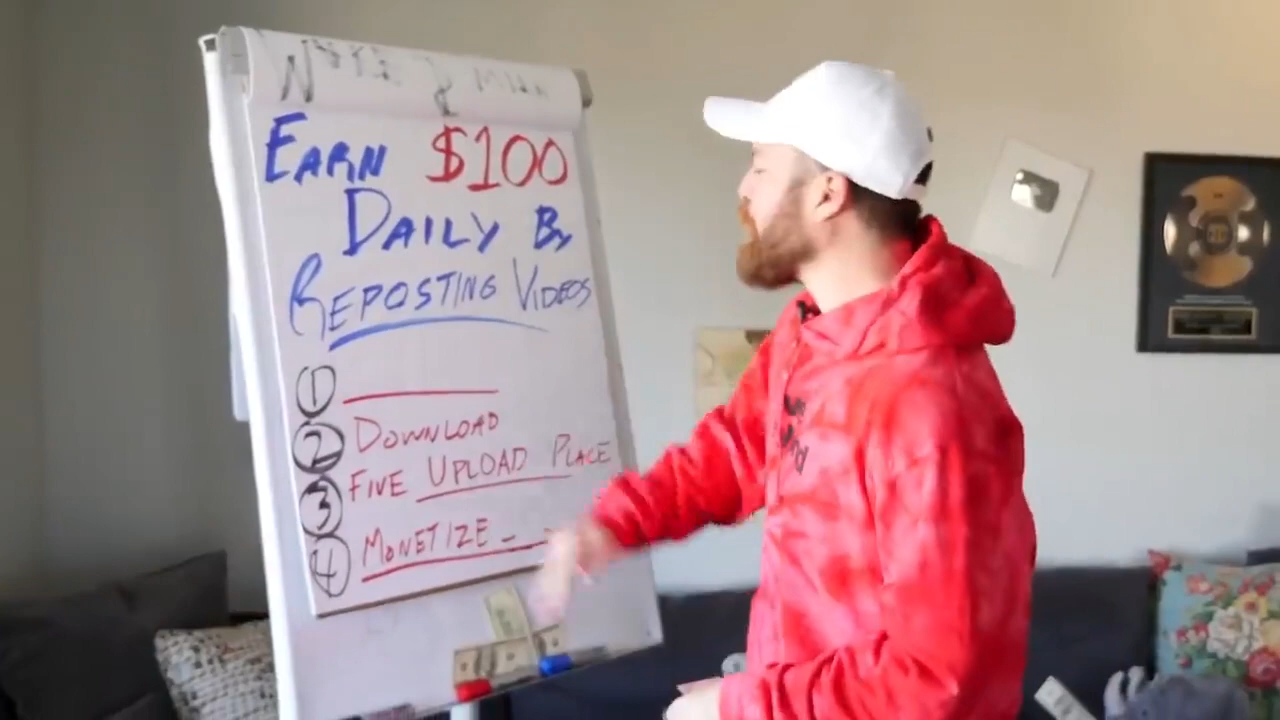 EARN $100
DAILY By
REPOSTING VIDEOS
1
2 DOWNLOAD
3 FIVE UPLOAD PLACE
4 MONETIZE